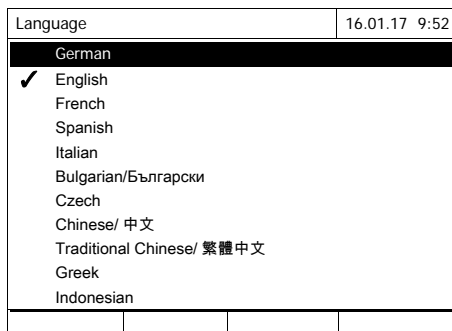 Language 16.01.17 9:52
German
✓ English
French
Spanish
Italian
Bulgarian/Български
Czech
Chinese/ 中文
Traditional Chinese/ 繁體中文
Greek
Indonesian